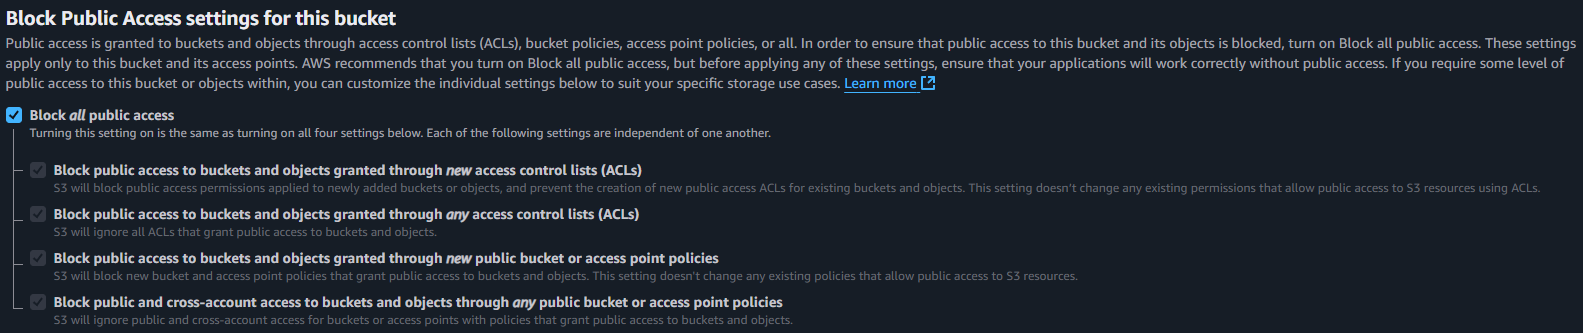 Block Public Access settings for this bucket
Public access is granted to buckets and objects through access control lists (ACLs), bucket policies, access point policies, or all. In order to ensure that public access to this bucket and its objects is blocked, turn on Block all public access. These settings
apply only to this bucket and its access points. AWS recommends that you turn on Block all public access, but before applying any of these settings, ensure that your applications will work correctly without public access. If you require some level of
public access to this bucket or objects within, you can customize the individual settings below to suit your specific storage use cases. Learn more
Block all public access
Turning this setting on is the same as turning on all four settings below. Each of the following settings are independent of one another.
Block public access to buckets and objects granted through new access control lists (ACLs)
S3 will block public access permissions applied to newly added buckets or objects, and prevent the creation of new public access ACLs for existing buckets and objects. This setting doesn't change any existing permissions that allow public access to S3 resources using ACLs.
Block public access to buckets and objects granted through any access control lists (ACLs)
S3 will ignore all ACLs that grant public access to buckets and objects.
Block public access to buckets and objects granted through new public bucket or access point policies
S3 will block new bucket and access point policies that grant public access to buckets and objects. This setting doesn't change any existing policies that allow public access to S3 resources.
Block public and cross-account access to buckets and objects through any public bucket or access point policies
S3 will ignore public and cross-account access for buckets or access points with policies that grant public access to buckets and objects.